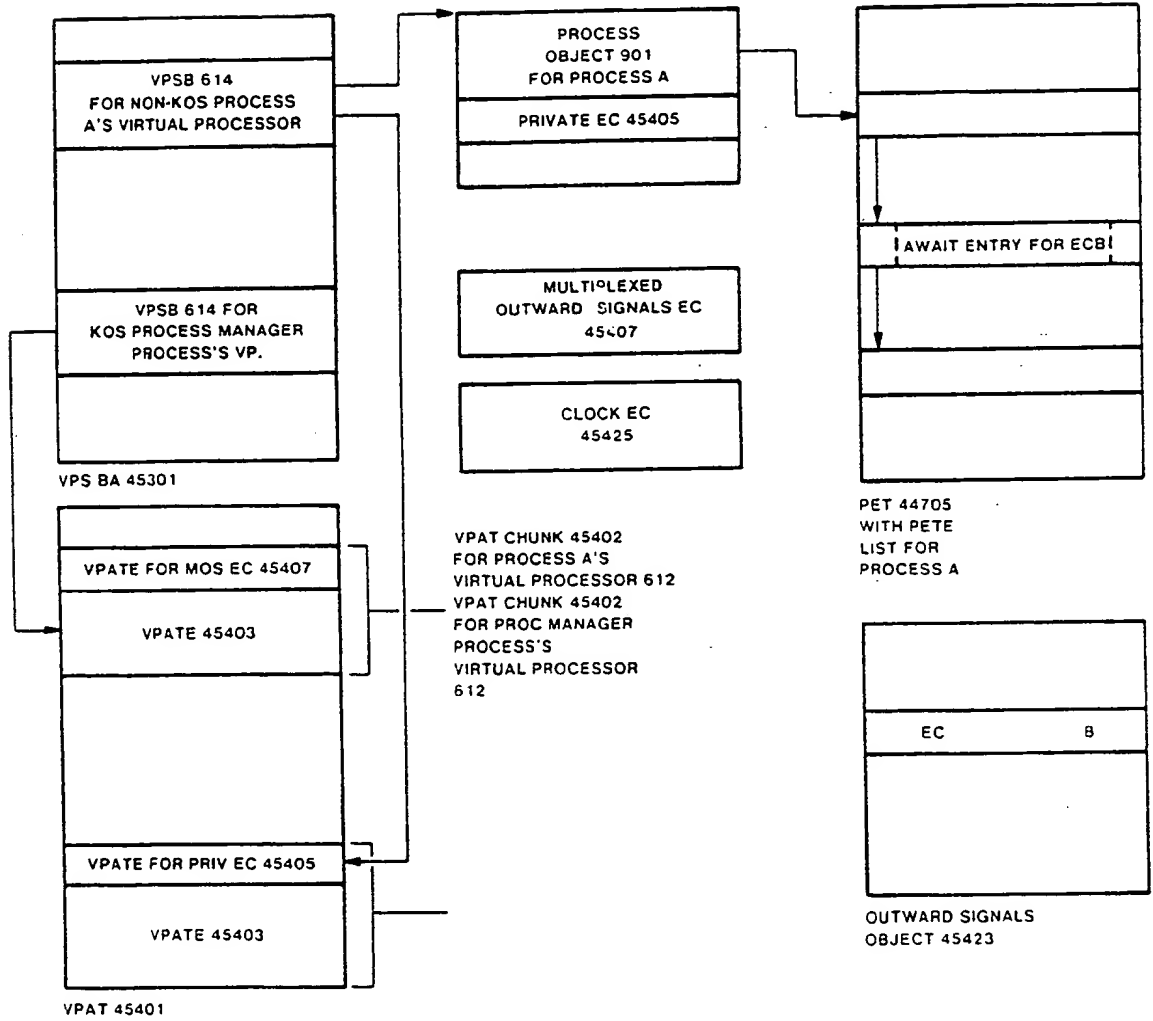 VPSB 614
FOR NON-KOS PROCESS
A'S VIRTUAL PROCESSOR
VPSB 614 FOR
KOS PROCESS MANAGER
PROCESS'S VP.
VPS BA 45301
PROCESS
OBJECT 901
FOR PROCESS A
PRIVATE EC 45405
MULTIPLEXED
OUTWARD SIGNALS EC
45407
CLOCK EC
45425
AWAIT ENTRY FOR ECB
PET 44705
WITH PETE
LIST FOR
PROCESS A
VPATE FOR MOS EC 45407
VPATE 45403
VPATE FOR PRIV EC 45405
VPATE 45403
VPAT 45401
VPAT CHUNK 45402
FOR PROCESS A'S
VIRTUAL PROCESSOR 612
VPAT CHUNK 45402
FOR PROC MANAGER
PROCESS'S
VIRTUAL PROCESSOR
612
EC B
OUTWARD SIGNALS
OBJECT 45423